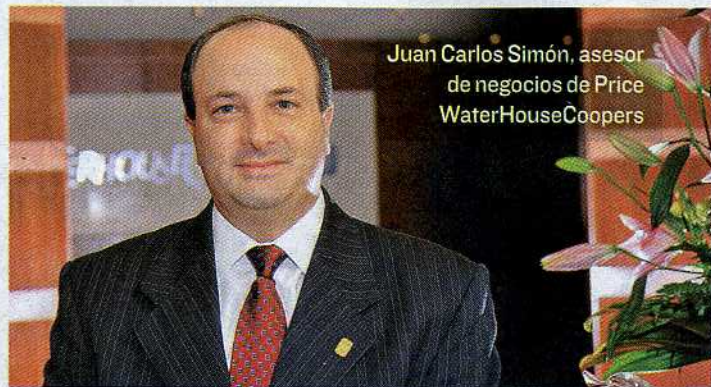 Juan Carlos Simón, asesor
de negocios de Price
WaterHouseCoopers